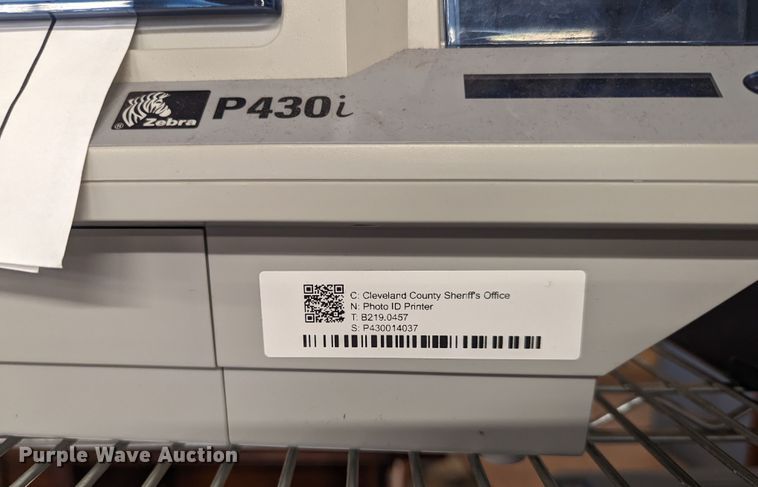 ® Zebra P430i
C: Cleveland County Sheriff's Office
N: Photo ID Printer
T: B219.0457
S: P430014037
Purple Wave Auction